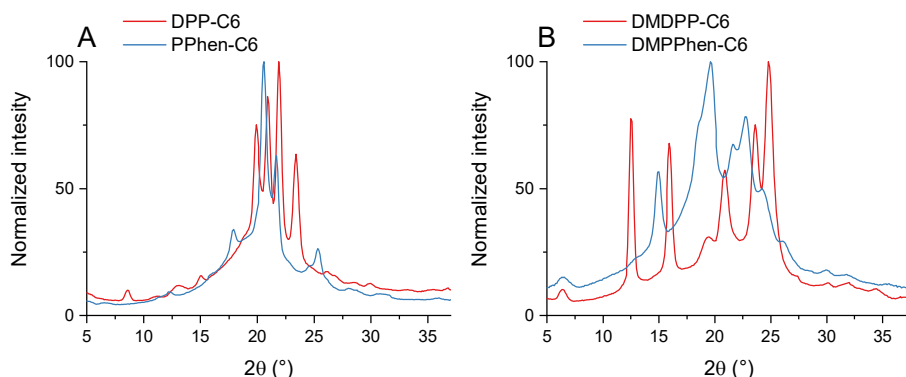 A
DPP-C6
PPhen-C6
Normalized intesity
100
50
0
5 10 15 20 25 30 35
2θ (°)
B
DMDPP-C6
DMPPhen-C6
Normalized intesity
100
50
0
5 10 15 20 25 30 35
2θ (°)